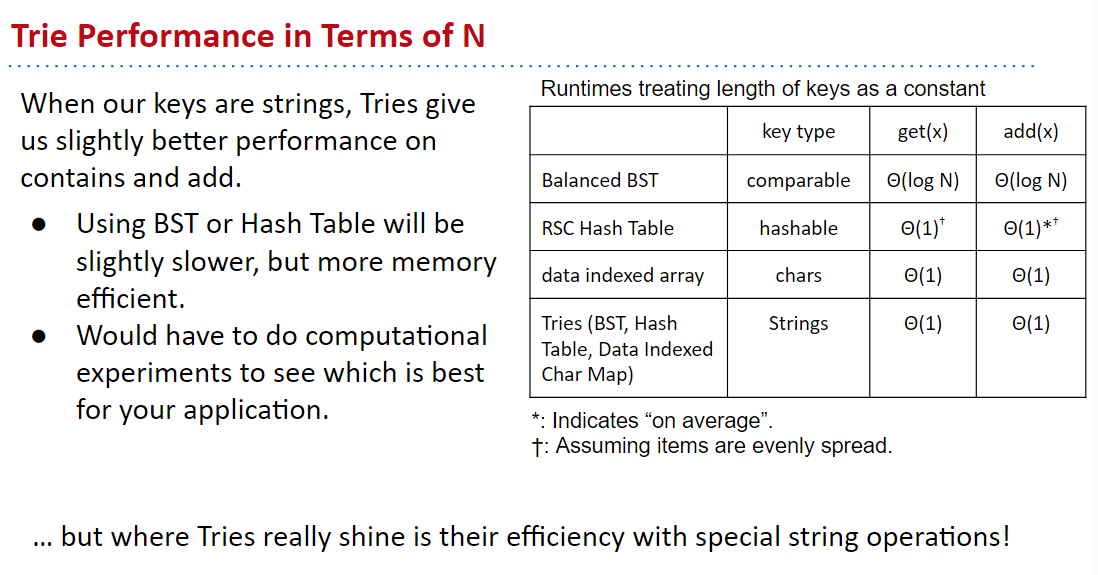 Trie Performance in Terms of N
When our keys are strings, Tries give
us slightly better performance on
contains and add.
● Using BST or Hash Table will be
slightly slower, but more memory
efficient.
● Would have to do computational
experiments to see which is best
for your application.
Runtimes treating length of keys as a constant
key type get(x) add(x)
Balanced BST comparable Θ(log N) Θ(log N)
RSC Hash Table hashable Θ(1)† Θ(1)*†
data indexed array chars Θ(1) Θ(1)
Tries (BST, Hash Strings Θ(1) Θ(1)
Table, Data Indexed
Char Map)
*: Indicates “on average”.
†: Assuming items are evenly spread.
... but where Tries really shine is their efficiency with special string operations!